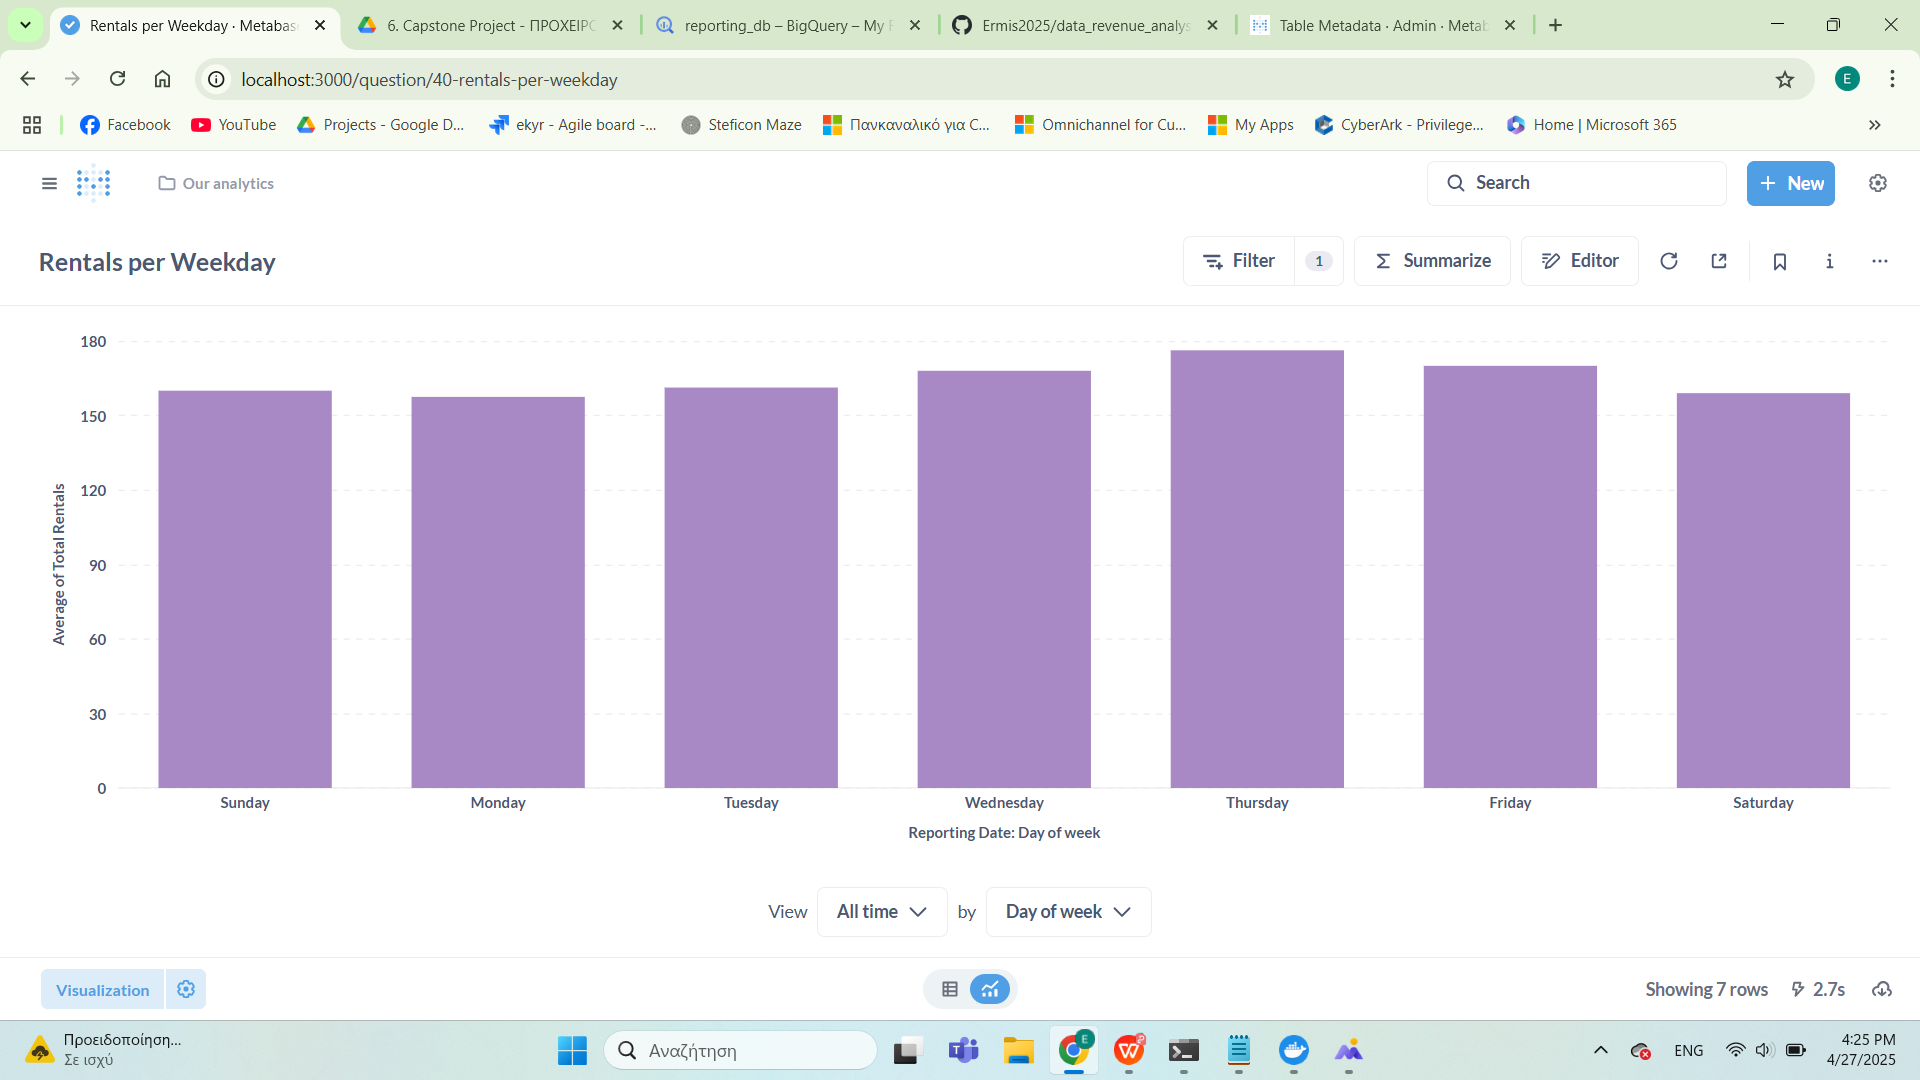 Rentals per Weekday · Metabas
6. Capstone Project - ΠΡΟΧΕΙΡΟ
reporting_db – BigQuery – My P
Ermis2025/data_revenue_analys
Table Metadata · Admin · Metab
localhost:3000/question/40-rentals-per-weekday
E
Facebook
YouTube
Projects - Google D...
ekyr - Agile board -...
Steficon Maze
Πανκαναλικό για C...
Omnichannel for Cu...
My Apps
CyberArk - Privilege...
Home | Microsoft 365
Our analytics
Search
New
Rentals per Weekday
Filter
1
Summarize
Editor
180
150
120
90
60
30
0
Average of Total Rentals
Sunday
Monday
Tuesday
Wednesday
Thursday
Friday
Saturday
Reporting Date: Day of week
View
All time
by
Day of week
Visualization
Showing 7 rows
2.7s
Προειδοποίηση...
Σε ισχύ
Αναζήτηση
E
ENG
4:25 PM
4/27/2025